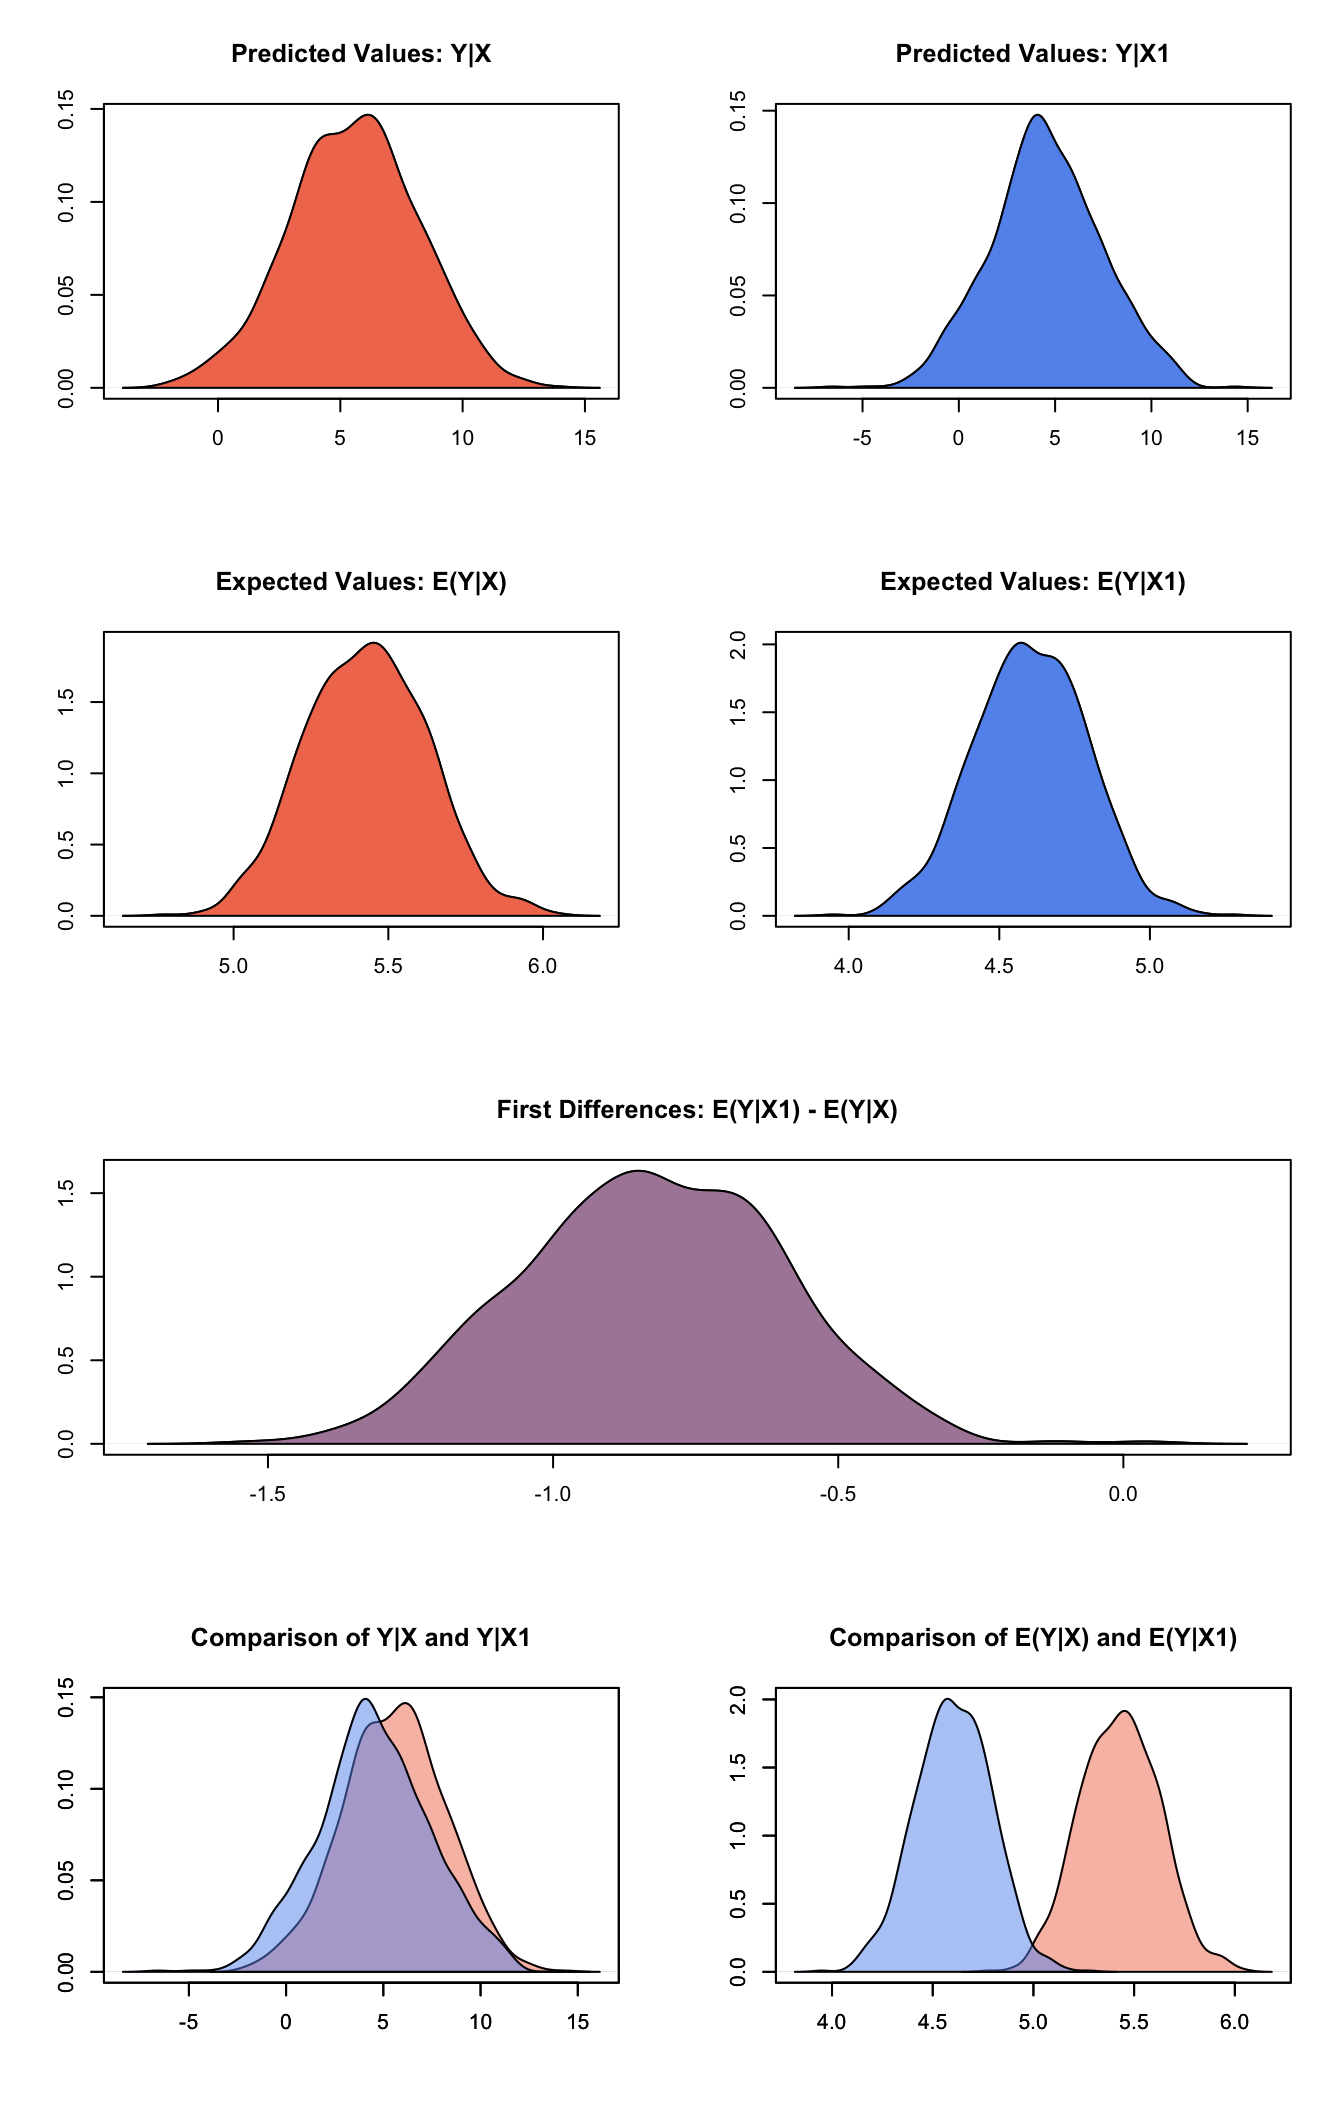 Predicted Values: Y|X
0.00 0.05 0.10 0.15
0 5 10 15
Predicted Values: Y|X1
0.00 0.05 0.10 0.15
-5 0 5 10 15
Expected Values: E(Y|X)
0.0 0.5 1.0 1.5
5.0 5.5 6.0
Expected Values: E(Y|X1)
0.0 0.5 1.0 1.5 2.0
4.0 4.5 5.0
First Differences: E(Y|X1) - E(Y|X)
0.0 0.5 1.0 1.5
-1.5 -1.0 -0.5 0.0
Comparison of Y|X and Y|X1
0.00 0.05 0.10 0.15
-5 0 5 10 15
Comparison of E(Y|X) and E(Y|X1)
0.0 0.5 1.0 1.5 2.0
4.0 4.5 5.0 5.5 6.0